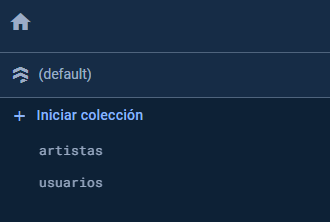 (default)
Iniciar colección
artistas
usuarios